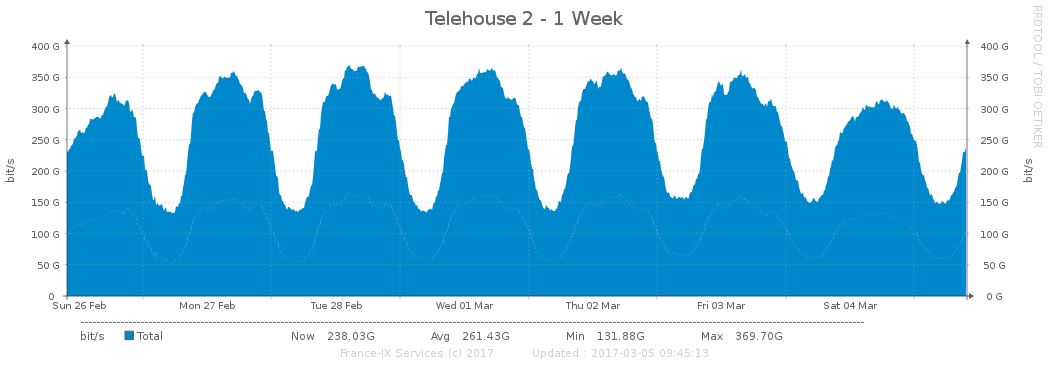 Telehouse 2 - 1 Week
RRDTOOL / TOBI OETIKER
400 G 400 G
350 G 350 G
300 G 300 G
250 G 250 G
200 G 200 G
150 G 150 G
100 G 100 G
50 G 50 G
0 0 G
bit/s bit/s
Sun 26 Feb Mon 27 Feb Tue 28 Feb Wed 01 Mar Thu 02 Mar Fri 03 Mar Sat 04 Mar
bit/s Total Now 238.03G Avg 261.43G Min 131.88G Max 369.70G
France-IX Services (c) 2017 Updated : 2017-03-05 09:45:13